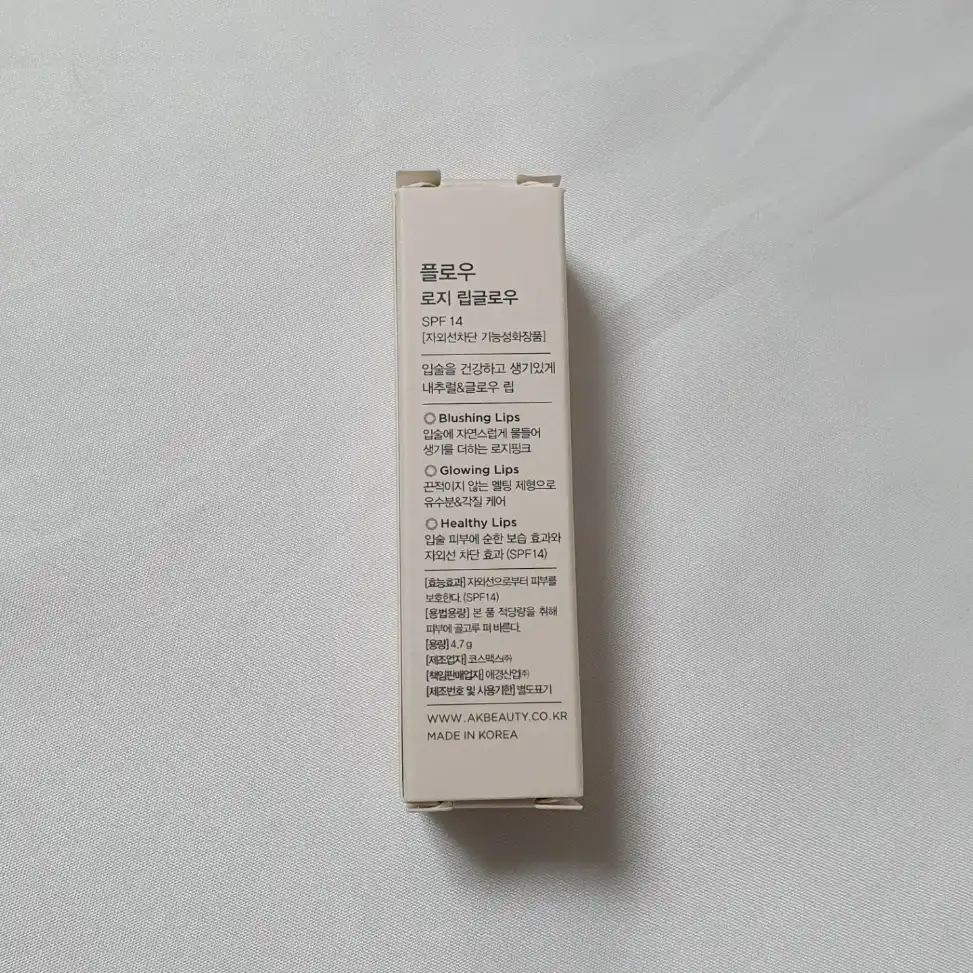 플로우
로지 립글로우
SPF 14
[자외선차단 기능성화장품]
입술을 건강하고 생기있게
내추럴&글로우 립
Blushing Lips
입술에 자연스럽게 물들어
생기를 더하는 로지핑크
Glowing Lips
끈적이지 않는 멜팅 제형으로
유수분&각질 케어
Healthy Lips
입술 피부에 순한 보습 효과와
자외선 차단 효과 (SPF14)
[효능효과] 자외선으로부터 피부를
보호한다. (SPF14)
[용법용량] 본 품 적당량을 취해
피부에 골고루 펴 바른다.
[용량] 4.7 g
[제조업자] 코스맥스㈜
[책임판매업자] 애경산업㈜
[제조번호 및 사용기한] 별도표기
WWW.AKBEAUTY.CO.KR
MADE IN KOREA